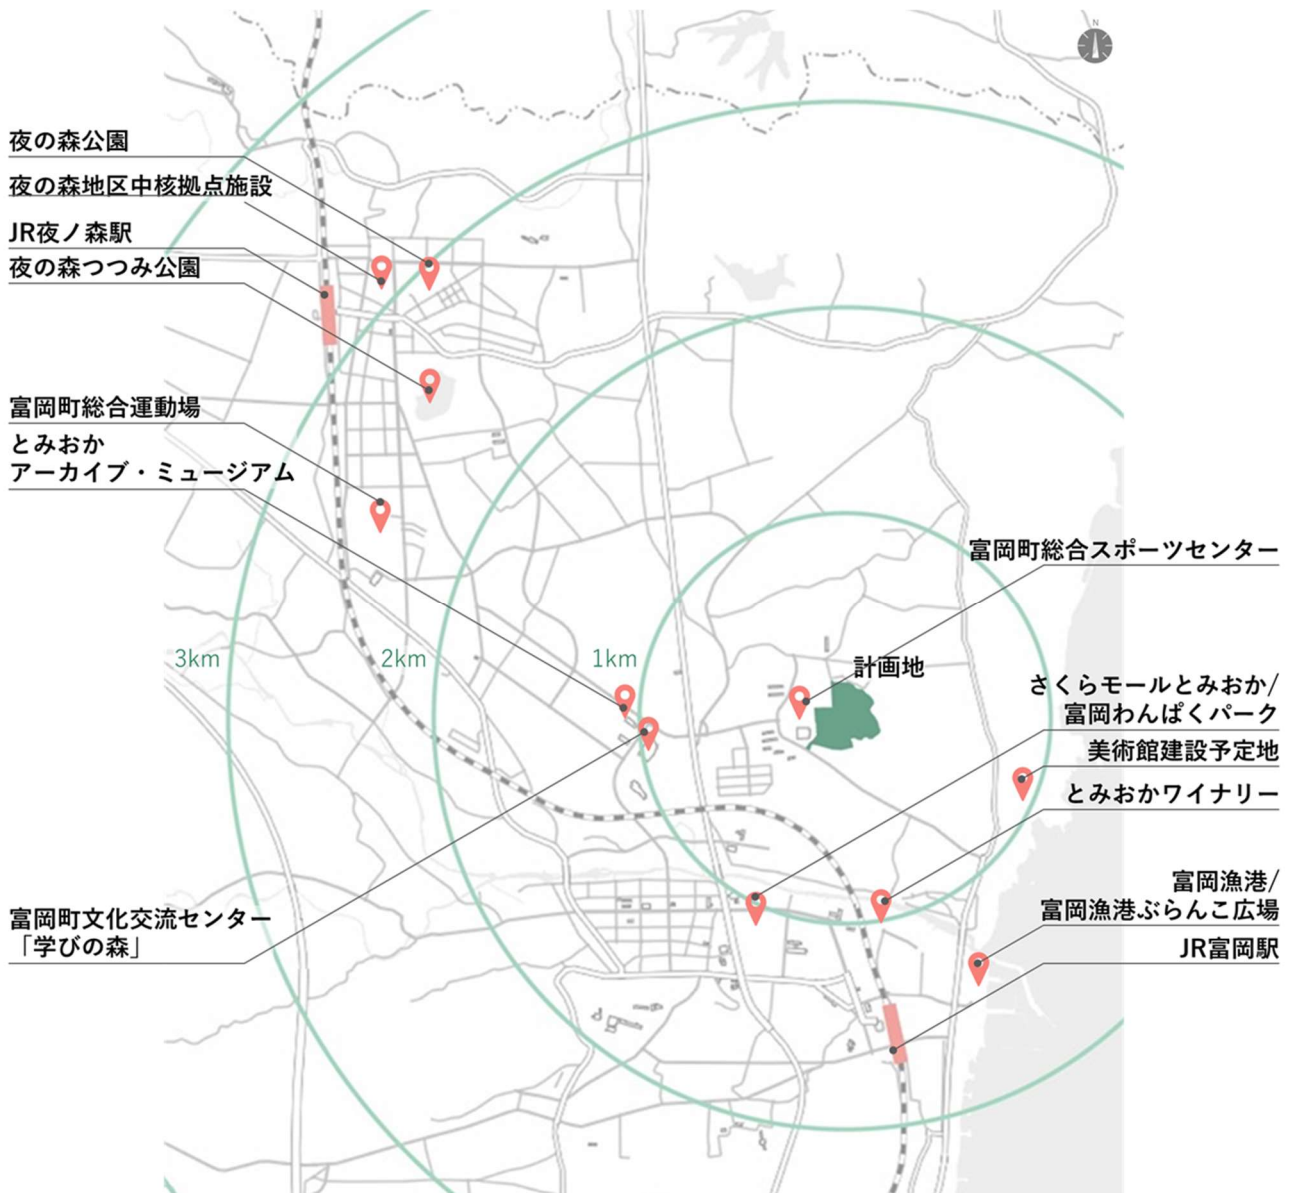 N
夜の森公園
夜の森地区中核拠点施設
JR夜ノ森駅
夜の森つつみ公園
富岡町総合運動場
とみおか
アーカイブ・ミュージアム
富岡町総合スポーツセンター
3km
2km
1km
計画地
さくらモールとみおか/
富岡わんぱくパーク
美術館建設予定地
とみおかワイナリー
富岡漁港/
富岡漁港ぶらんこ広場
JR富岡駅
富岡町文化交流センター
「学びの森」